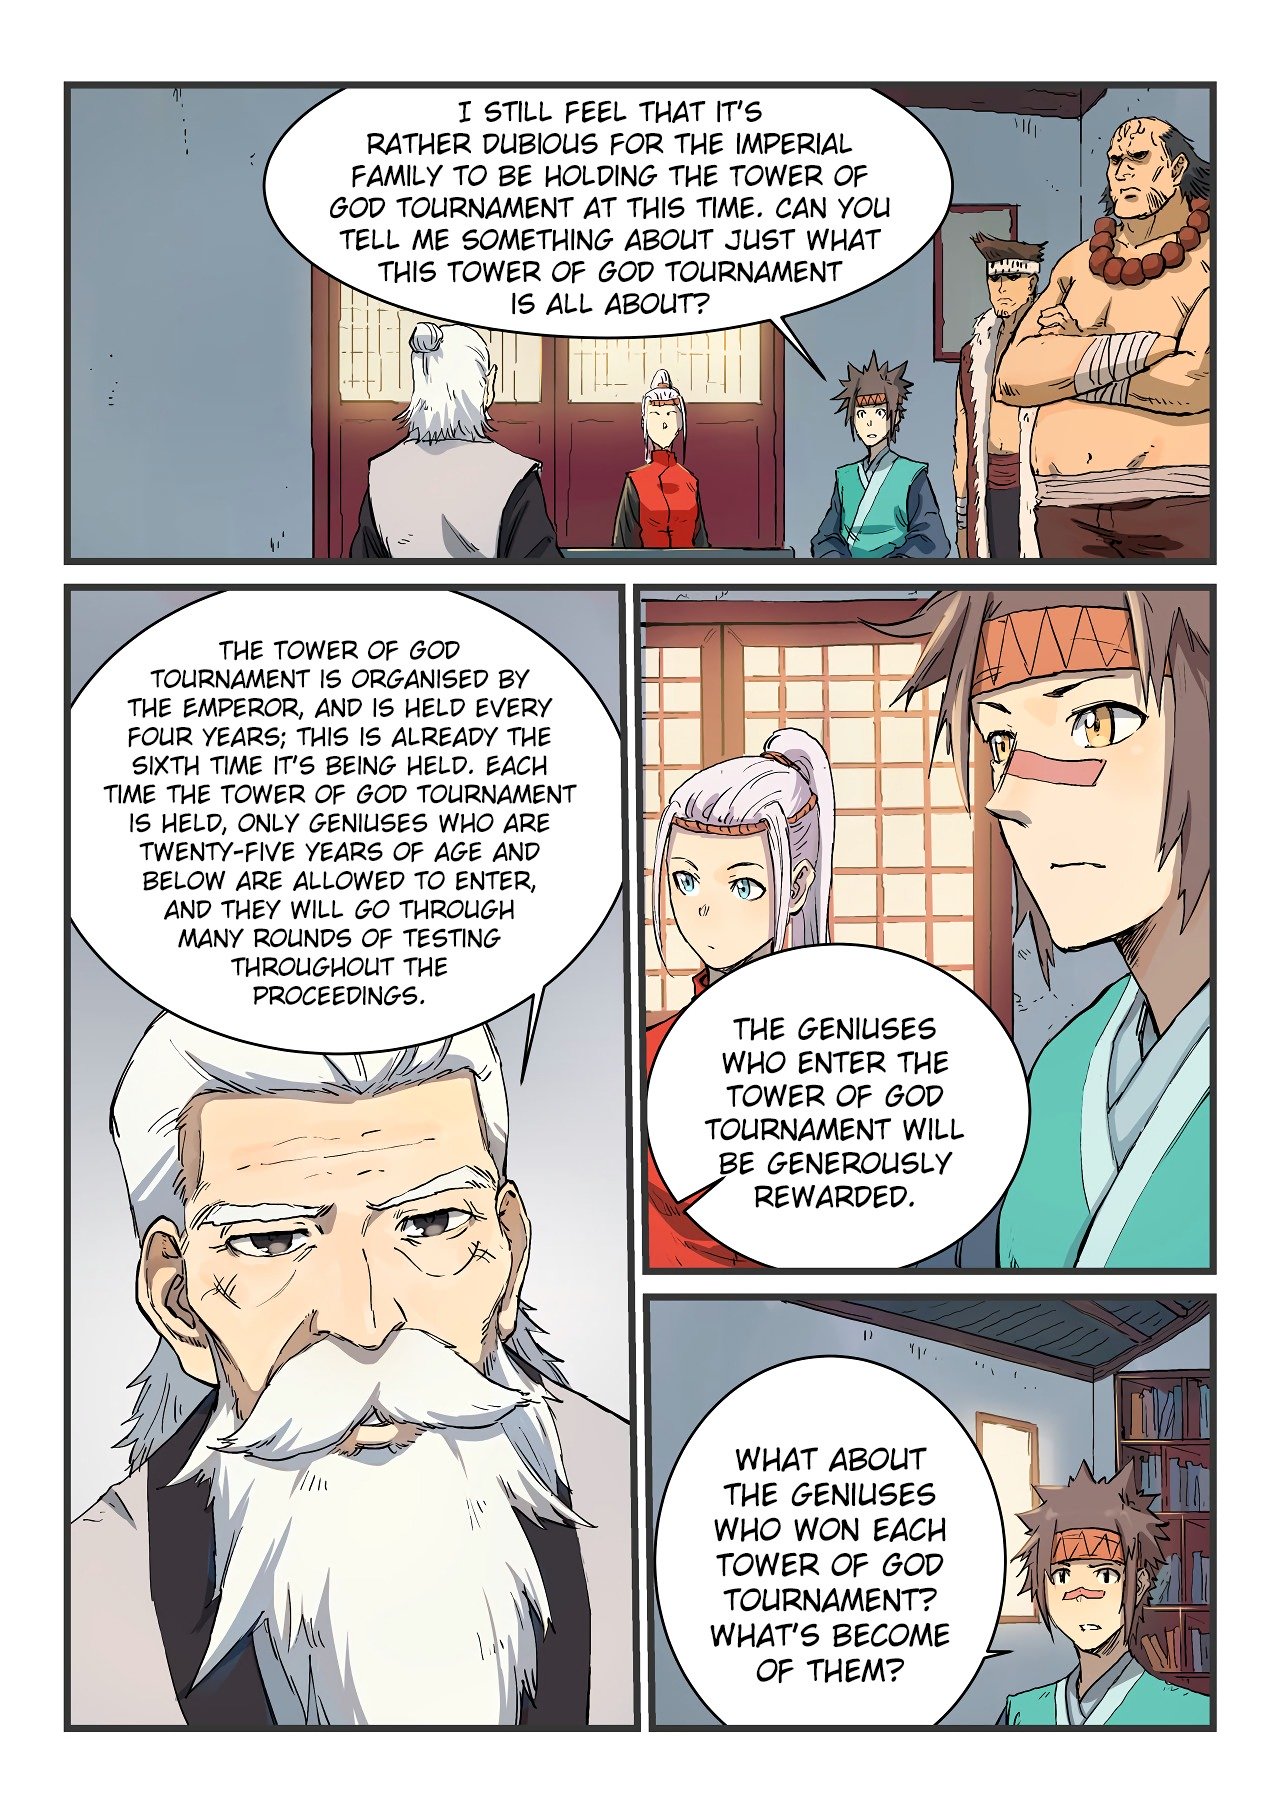 I STILL FEEL THAT IT'S
RATHER DUBIOUS FOR THE IMPERIAL
FAMILY TO BE HOLDING THE TOWER OF
GOD TOURNAMENT AT THIS TIME. CAN YOU
TELL ME SOMETHING ABOUT JUST WHAT
THIS TOWER OF GOD TOURNAMENT
IS ALL ABOUT?
THE TOWER OF GOD
TOURNAMENT IS ORGANISED BY
THE EMPEROR, AND IS HELD EVERY
FOUR YEARS; THIS IS ALREADY THE
SIXTH TIME IT'S BEING HELD. EACH
TIME THE TOWER OF GOD TOURNAMENT
IS HELD, ONLY GENIUSES WHO ARE
TWENTY-FIVE YEARS OF AGE AND
BELOW ARE ALLOWED TO ENTER,
AND THEY WILL GO THROUGH
MANY ROUNDS OF TESTING
THROUGHOUT THE
PROCEEDINGS.
THE GENIUSES
WHO ENTER THE
TOWER OF GOD
TOURNAMENT WILL
BE GENEROUSLY
REWARDED.
WHAT ABOUT
THE GENIUSES
WHO WON EACH
TOWER OF GOD
TOURNAMENT?
WHAT'S BECOME
OF THEM?